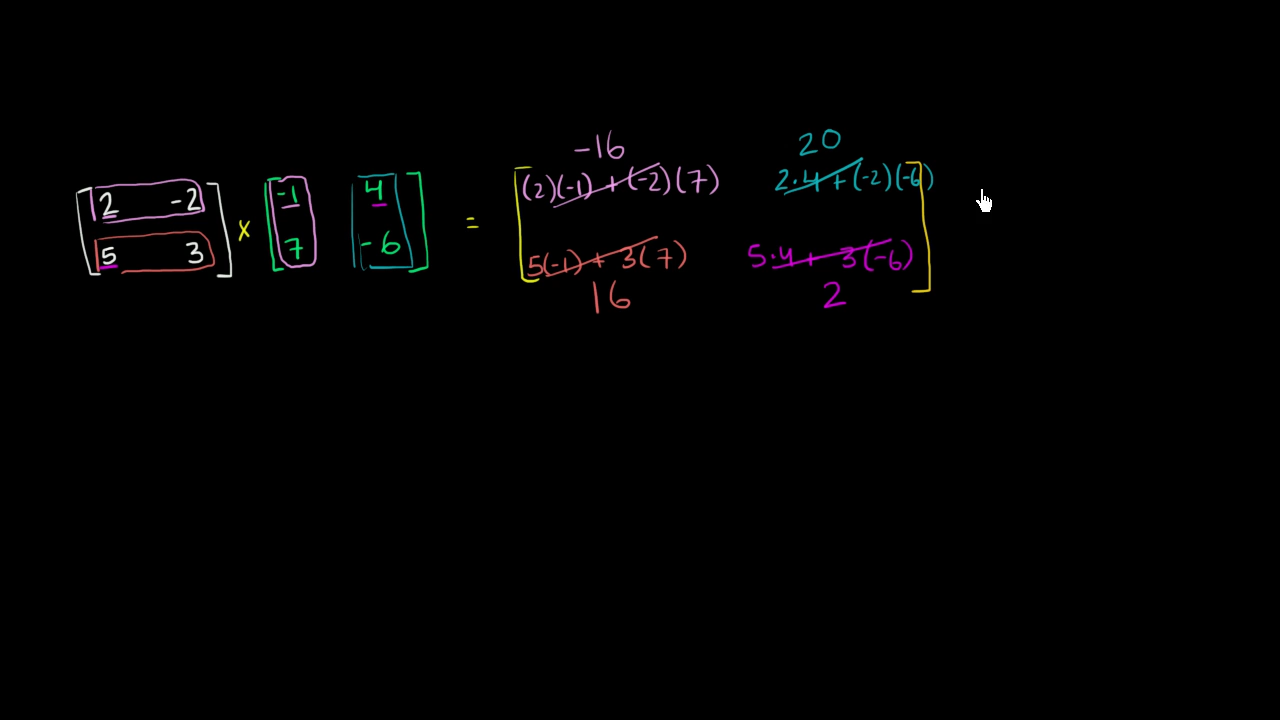 -16 20
[2 -2] × [-1 4] = [(2)(-1) + (-2)(7) 2·4 + (-2)(-6)]
[5 3] [7 -6] [5(-1) + 3(7) 5·4 + 3(-6)]
16 2